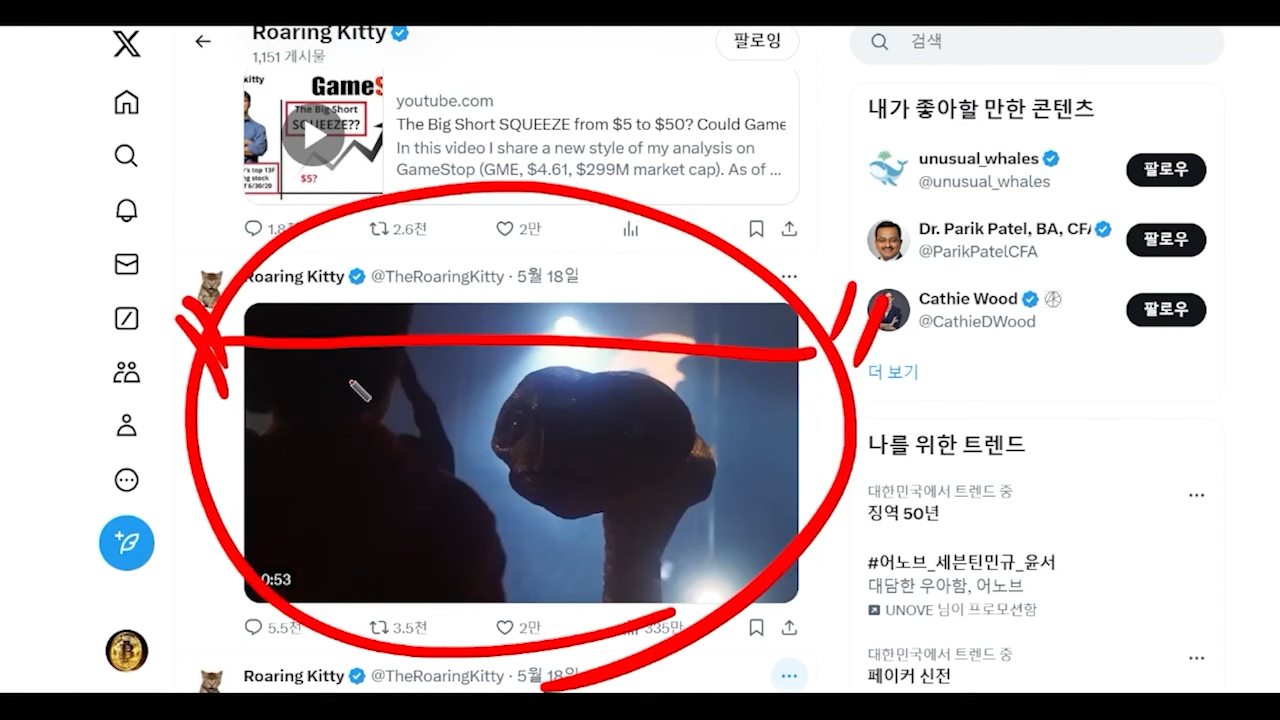 Roaring Kitty
1,151 게시물
팔로잉
검색
kitty
Game
The Big Short
SQUEEZE??
$5?
's top 13F
ng stock
f 6/30/20
youtube.com
The Big Short SQUEEZE from $5 to $50? Could Game
In this video I share a new style of my analysis on
GameStop (GME, $4.61, $299M market cap). As of ...
2.6천
2만
Roaring Kitty @TheRoaringKitty · 5월 18일
0:53
5.5천
3.5천
2만
335만
Roaring Kitty @TheRoaringKitty · 5월 18일
내가 좋아할 만한 콘텐츠
unusual_whales
@unusual_whales
팔로우
Dr. Parik Patel, BA, CFA
@ParikPatelCFA
팔로우
Cathie Wood
@CathieDWood
팔로우
더 보기
나를 위한 트렌드
대한민국에서 트렌드 중
징역 50년
#어노브_세븐틴민규_윤서
대담한 우아함, 어노브
UNOVE 님이 프로모션함
대한민국에서 트렌드 중
페이커 신전